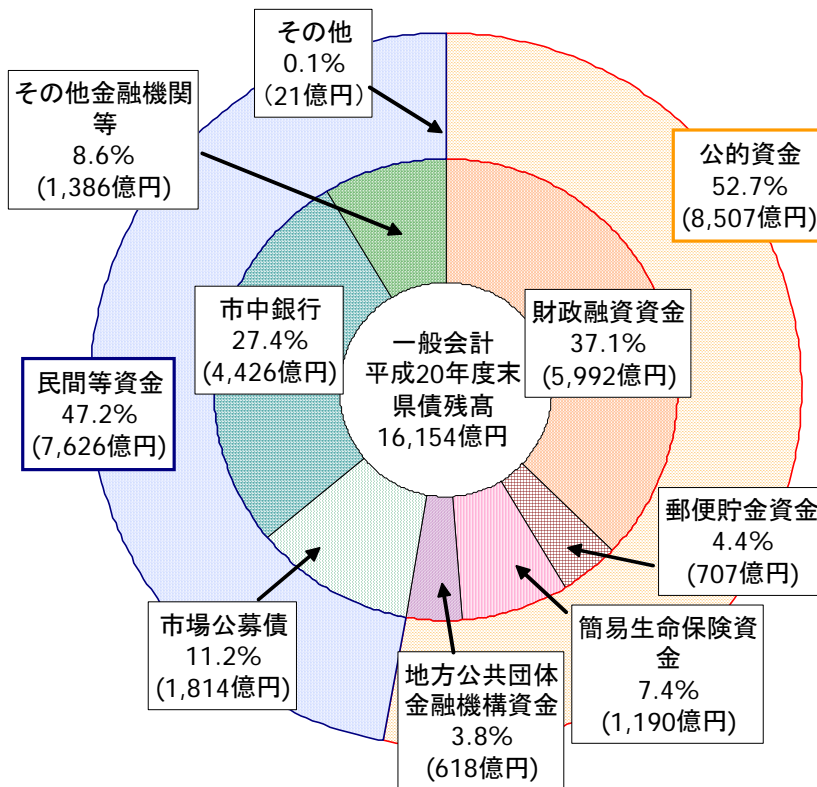 その他
0.1%
(21億円)
その他金融機関
等
8.6%
(1,386億円)
公的資金
52.7%
(8,507億円)
市中銀行
27.4%
(4,426億円)
財政融資資金
37.1%
(5,992億円)
一般会計
平成20年度末
県債残高
16,154億円
民間等資金
47.2%
(7,626億円)
郵便貯金資金
4.4%
(707億円)
市場公募債
11.2%
(1,814億円)
簡易生命保険資
金
7.4%
(1,190億円)
地方公共団体
金融機構資金
3.8%
(618億円)